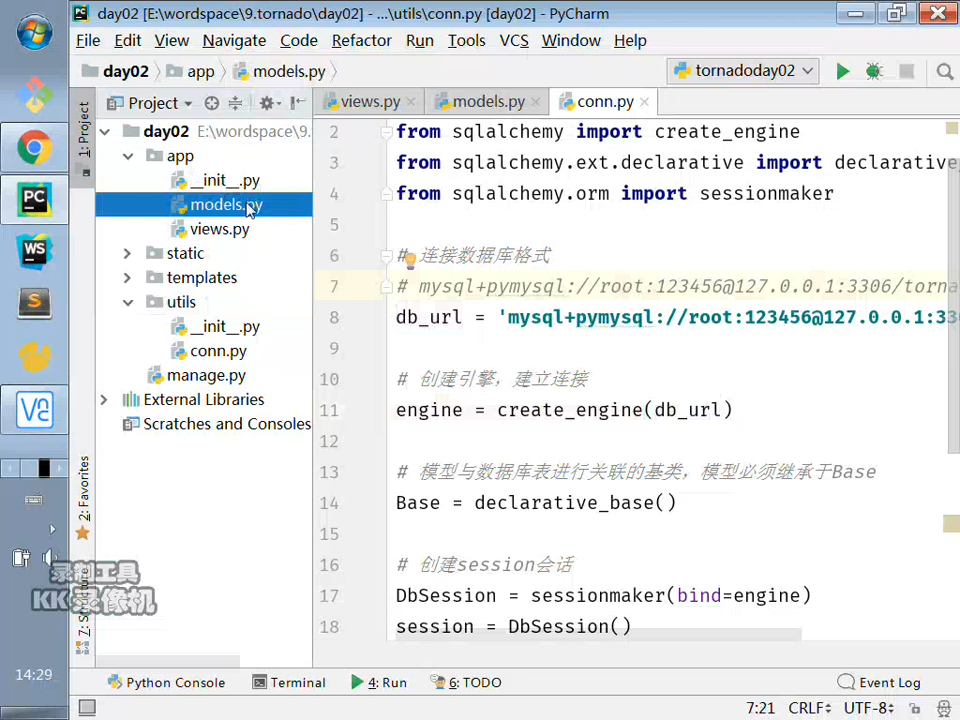 day02 [E:\wordspace\9.tornado\day02] - ...\utils\conn.py [day02] - PyCharm
File Edit View Navigate Code Refactor Run Tools VCS Window Help
day02 app models.py tornadoday02
Project views.py models.py conn.py
1: Project
day02 E:\wordspace\9.
app
__init__.py
models.py
views.py
static
templates
utils
__init__.py
conn.py
manage.py
External Libraries
Scratches and Consoles
2: Favorites
7: Structure
2 from sqlalchemy import create_engine
3 from sqlalchemy.ext.declarative import declarative_
4 from sqlalchemy.orm import sessionmaker
5
6 # 连接数据库格式
7 # mysql+pymysql://root:123456@127.0.0.1:3306/torna
8 db_url = 'mysql+pymysql://root:123456@127.0.0.1:330
9
10 # 创建引擎，建立连接
11 engine = create_engine(db_url)
12
13 # 模型与数据库表进行关联的基类，模型必须继承于Base
14 Base = declarative_base()
15
16 # 创建session会话
17 DbSession = sessionmaker(bind=engine)
18 session = DbSession()
录制工具
KK录像机
14:29
Python Console Terminal 4: Run 6: TODO Event Log
7:21 CRLF UTF-8